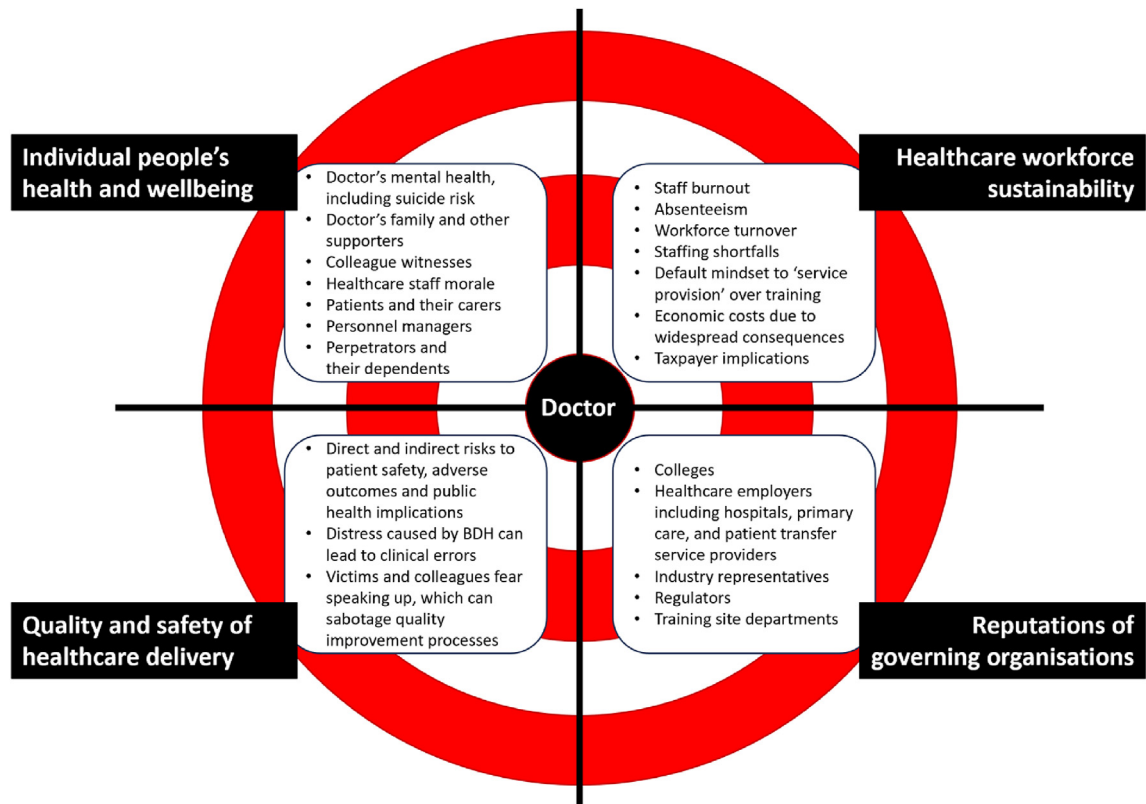 Individual people's
health and wellbeing
• Doctor's mental health,
including suicide risk
• Doctor's family and other
supporters
• Colleague witnesses
• Healthcare staff morale
• Patients and their carers
• Personnel managers
• Perpetrators and
their dependents
Healthcare workforce
sustainability
• Staff burnout
• Absenteeism
• Workforce turnover
• Staffing shortfalls
• Default mindset to ‘service
provision’ over training
• Economic costs due to
widespread consequences
• Taxpayer implications
Doctor
Quality and safety of
healthcare delivery
• Direct and indirect risks to
patient safety, adverse
outcomes and public
health implications
• Distress caused by BDH can
lead to clinical errors
• Victims and colleagues fear
speaking up, which can
sabotage quality
improvement processes
Reputations of
governing organisations
• Colleges
• Healthcare employers
including hospitals, primary
care, and patient transfer
service providers
• Industry representatives
• Regulators
• Training site departments